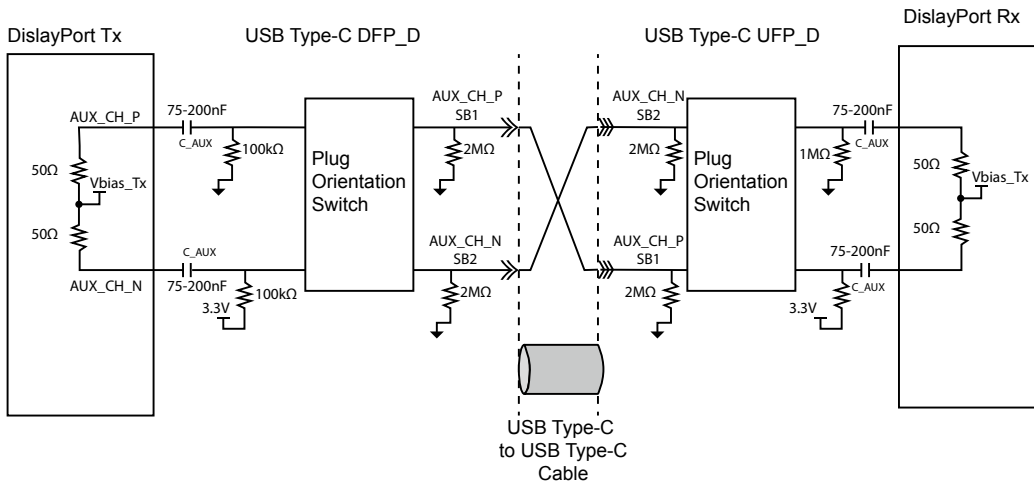 DislayPort Tx
USB Type-C DFP_D
USB Type-C UFP_D
DislayPort Rx
AUX_CH_P
75-200nF
C_AUX
100kΩ
50Ω
Vbias_Tx
50Ω
AUX_CH_N
C_AUX
75-200nF
100kΩ
3.3V
Plug
Orientation
Switch
AUX_CH_P
SB1
2MΩ
AUX_CH_N
SB2
2MΩ
AUX_CH_N
SB2
2MΩ
AUX_CH_P
SB1
2MΩ
Plug
Orientation
Switch
75-200nF
C_AUX
1MΩ
50Ω
Vbias_Tx
50Ω
75-200nF
C_AUX
3.3V
USB Type-C
to USB Type-C
Cable